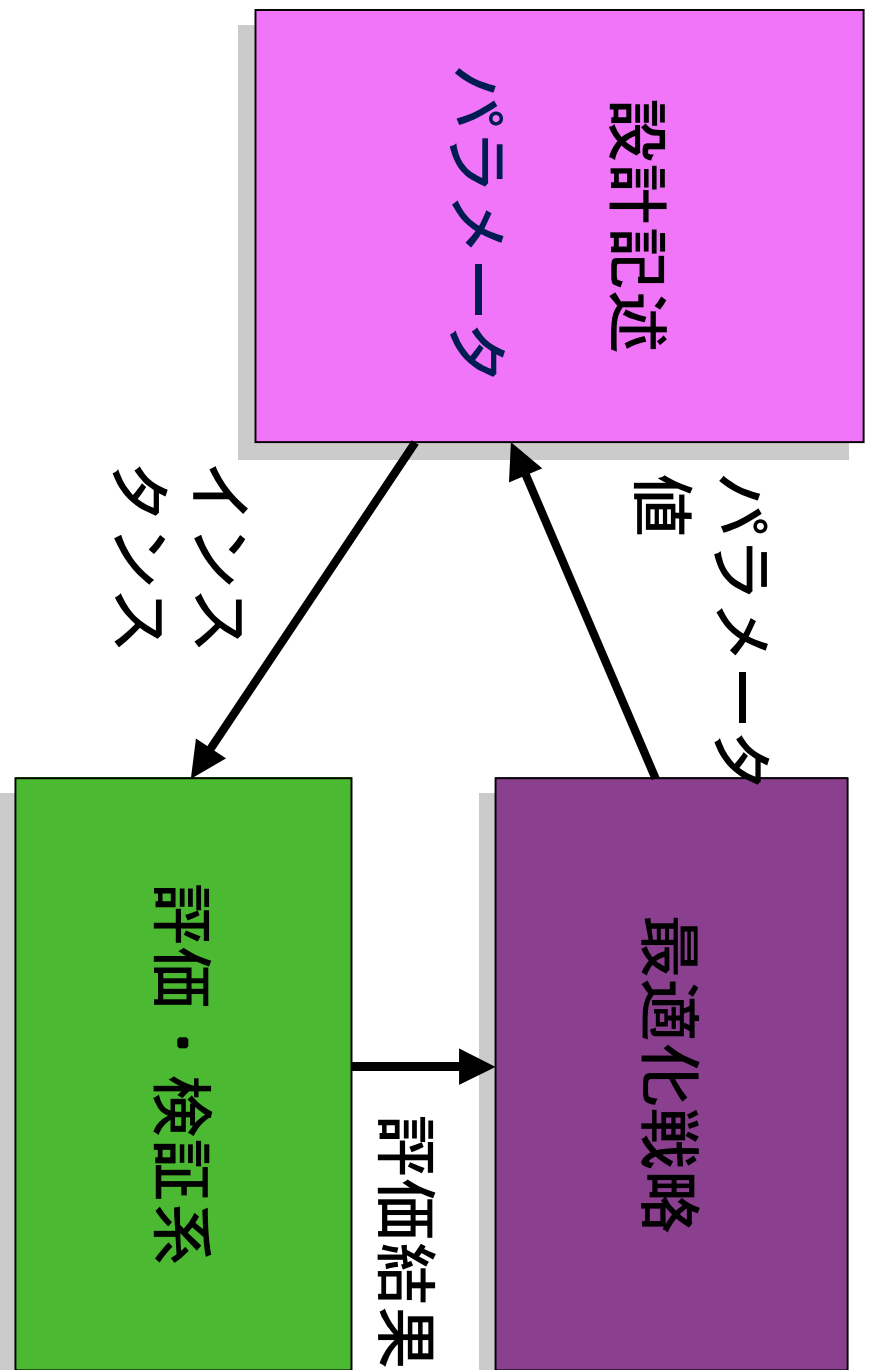 設計記述
パラメータ
パラメータ
値
インス
タンス
最適化戦略
評価・検証系
評価結果